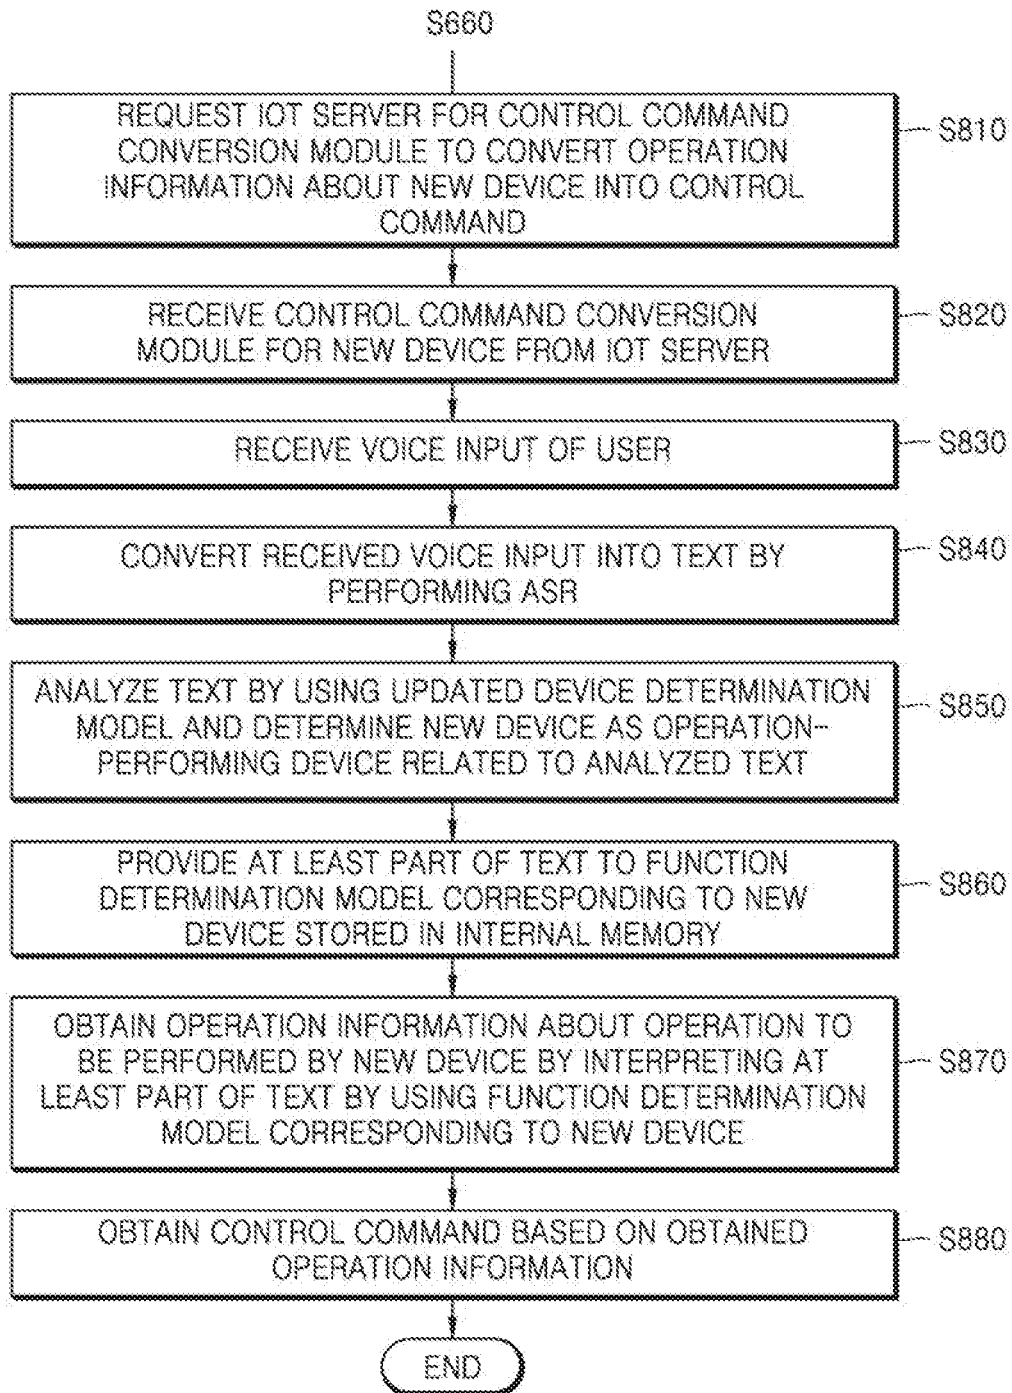 S660
REQUEST IOT SERVER FOR CONTROL COMMAND
CONVERSION MODULE TO CONVERT OPERATION
INFORMATION ABOUT NEW DEVICE INTO CONTROL
COMMAND
S810
RECEIVE CONTROL COMMAND CONVERSION
MODULE FOR NEW DEVICE FROM IOT SERVER
S820
RECEIVE VOICE INPUT OF USER
S830
CONVERT RECEIVED VOICE INPUT INTO TEXT BY
PERFORMING ASR
S840
ANALYZE TEXT BY USING UPDATED DEVICE DETERMINATION
MODEL AND DETERMINE NEW DEVICE AS OPERATION-
PERFORMING DEVICE RELATED TO ANALYZED TEXT
S850
PROVIDE AT LEAST PART OF TEXT TO FUNCTION
DETERMINATION MODEL CORRESPONDING TO NEW
DEVICE STORED IN INTERNAL MEMORY
S860
OBTAIN OPERATION INFORMATION ABOUT OPERATION TO
BE PERFORMED BY NEW DEVICE BY INTERPRETING AT
LEAST PART OF TEXT BY USING FUNCTION DETERMINATION
MODEL CORRESPONDING TO NEW DEVICE
S870
OBTAIN CONTROL COMMAND BASED ON OBTAINED
OPERATION INFORMATION
S880
END